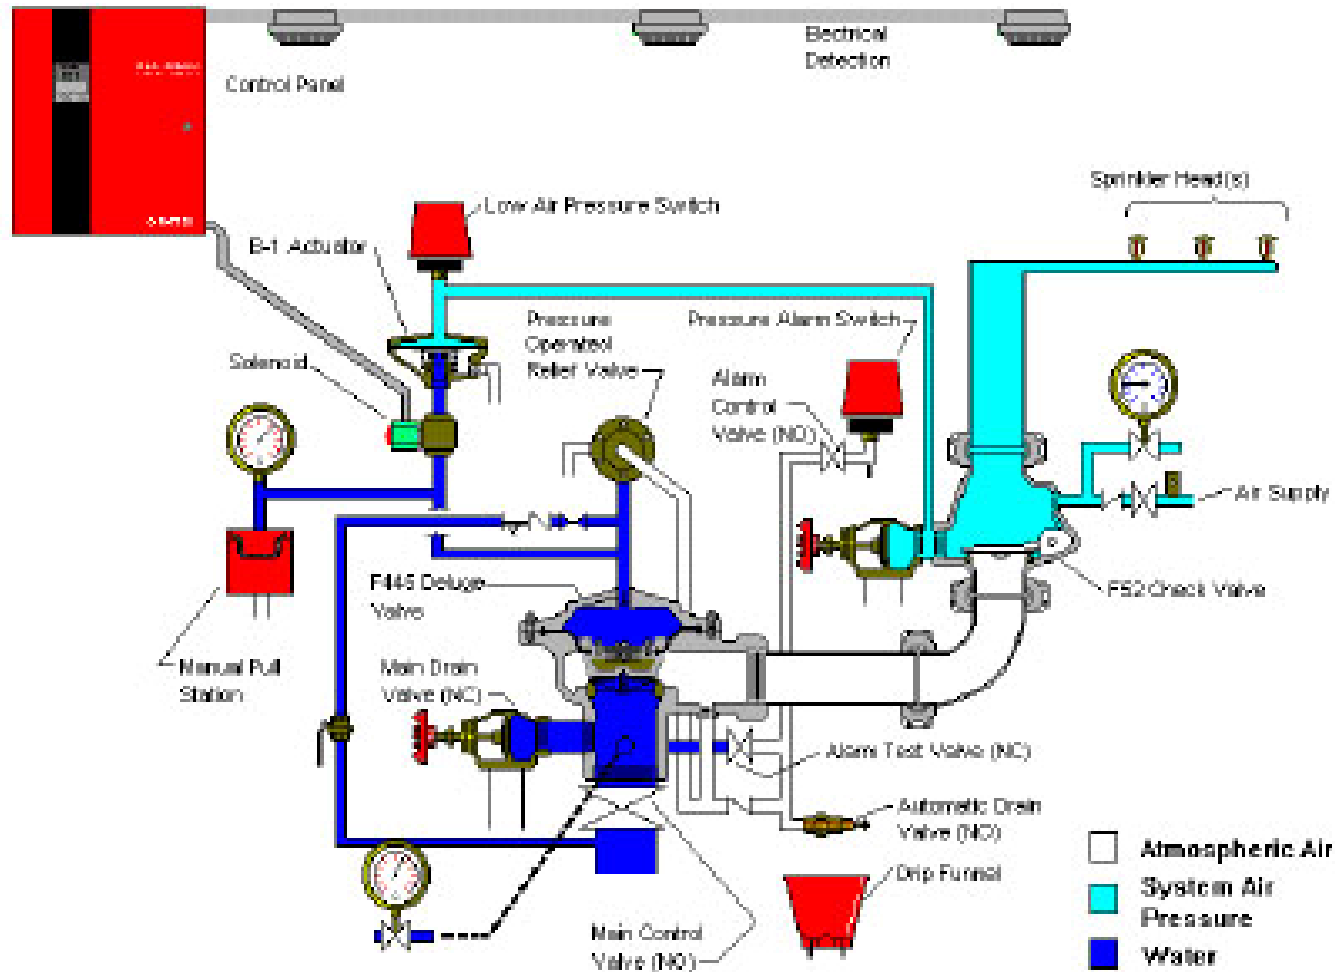 Electrical
Detection
Control Panel
Sprinkler Head(s)
Low Air Pressure Switch
B-1 Actuator
Pressure
Operated
Relief Valve
Pressure Alarm Switch
Solenoid
Alarm
Control
Valve (NO)
Air Supply
F445 Deluge
Valve
F52 Check Valve
Manual Pull
Station
Main Drain
Valve (NC)
Alarm Test Valve (NC)
Automatic Drain
Valve (NO)
Drip Funnel
Main Control
Valve (NO)
Atmospheric Air
System Air
Pressure
Water